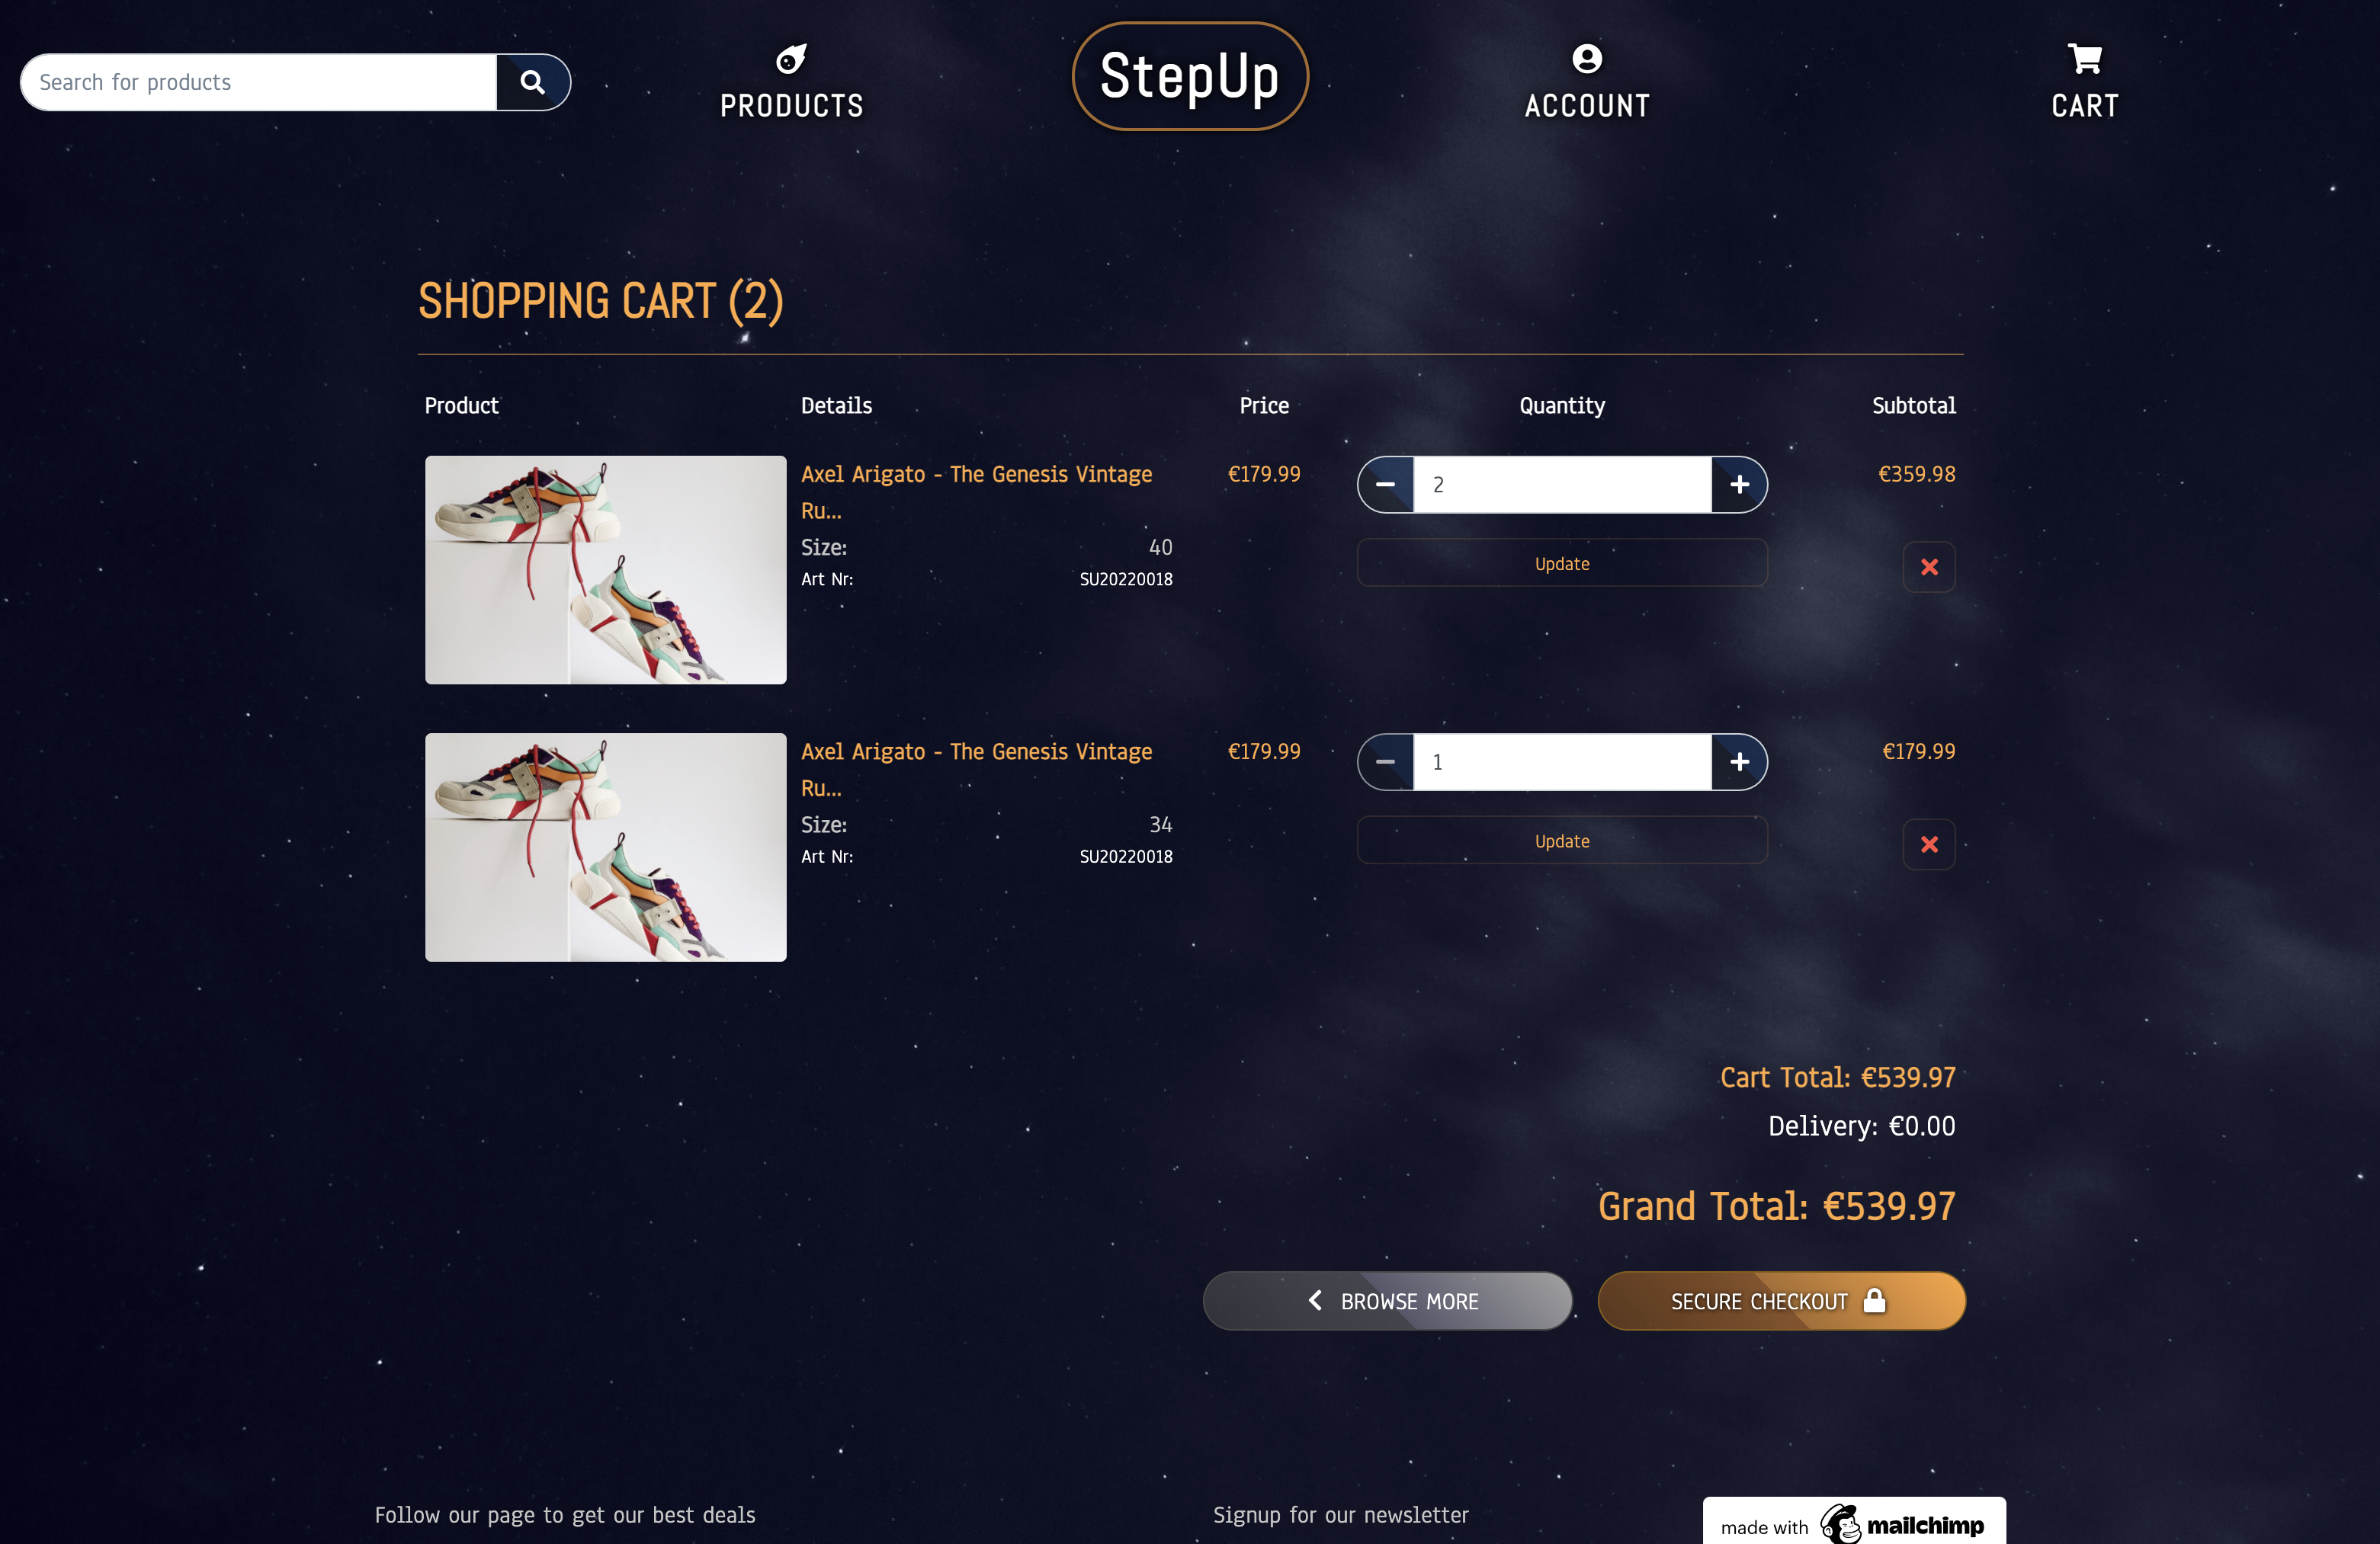 Search for products
PRODUCTS
StepUp
ACCOUNT
CART
SHOPPING CART (2)
Product Details Price Quantity Subtotal
Axel Arigato - The Genesis Vintage €179.99 2 €359.98
Ru...
Size: 40
Update
Art Nr: SU20220018
Axel Arigato - The Genesis Vintage €179.99 1 €179.99
Ru...
Size: 34
Update
Art Nr: SU20220018
Cart Total: €539.97
Delivery: €0.00
Grand Total: €539.97
BROWSE MORE SECURE CHECKOUT
Follow our page to get our best deals Signup for our newsletter made with mailchimp